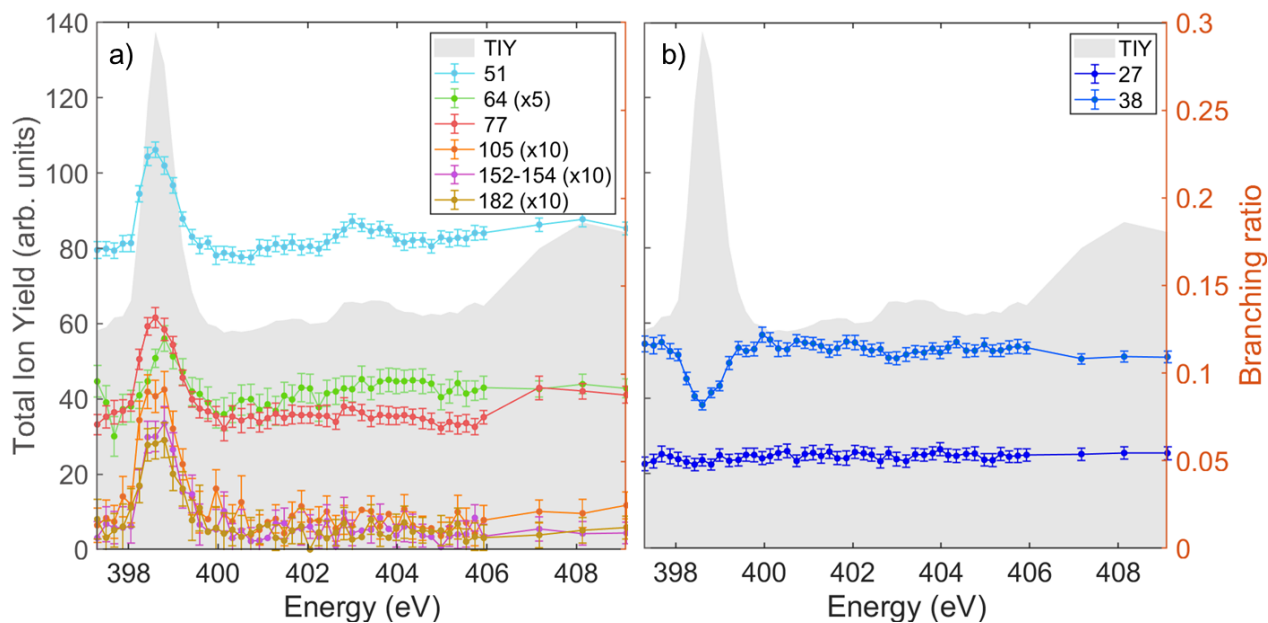 a)
140
120
100
80
60
40
20
0
Total Ion Yield (arb. units)
TIY
51
64 (x5)
77
105 (x10)
152-154 (x10)
182 (x10)
398 400 402 404 406 408
Energy (eV)
b)
TIY
27
38
0.3
0.25
0.2
0.15
0.1
0.05
0
Branching ratio
398 400 402 404 406 408
Energy (eV)